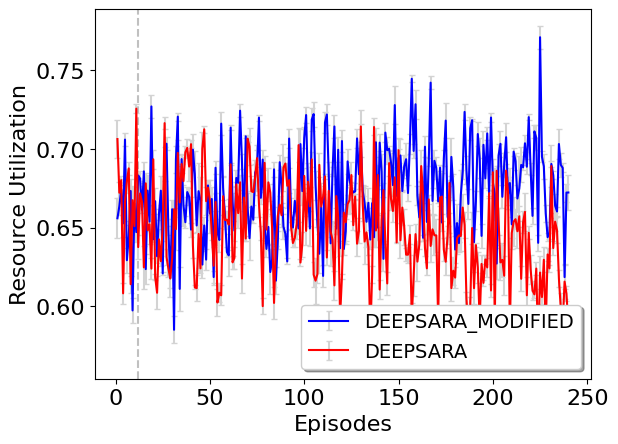 Resource Utilization
0.75
0.70
0.65
0.60
DEEPSARA_MODIFIED
DEEPSARA
0 50 100 150 200 250
Episodes